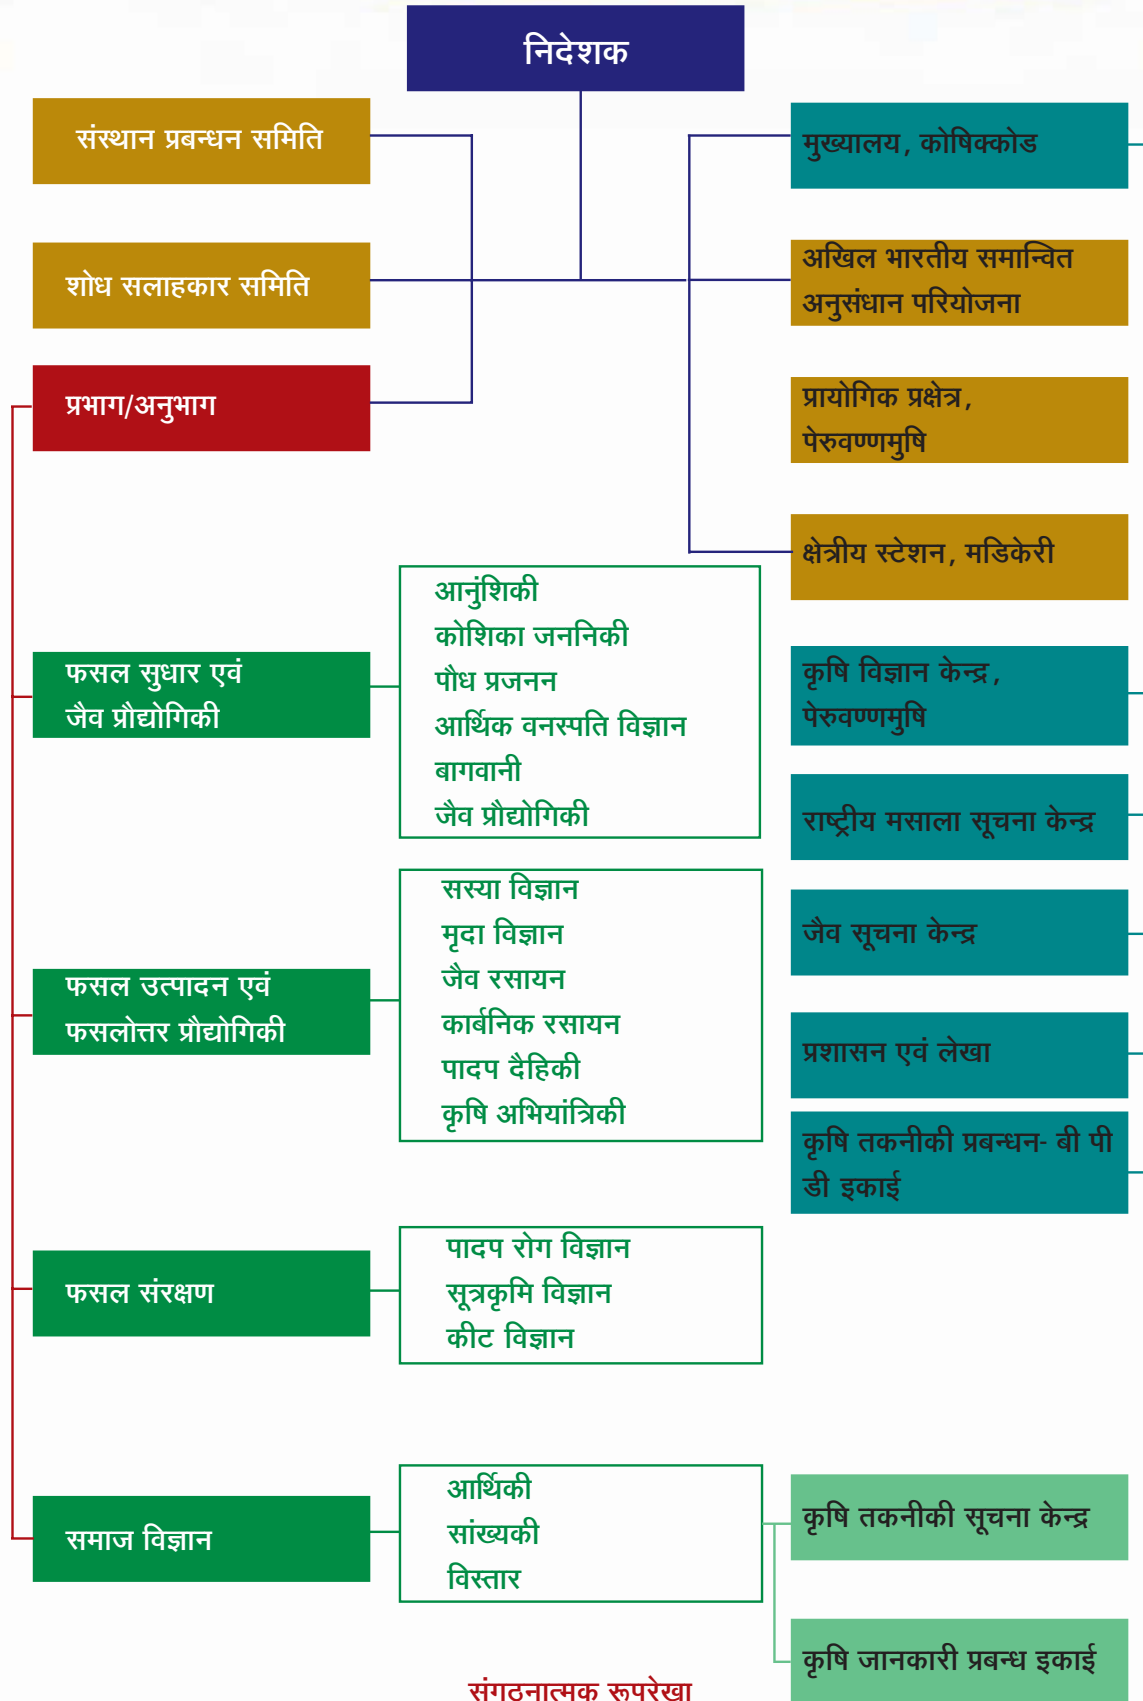 निदेशक
संस्थान प्रबन्धन समिति
शोध सलाहकार समिति
प्रभाग/अनुभाग
मुख्यालय, कोषिक्कोड
अखिल भारतीय समान्वित
अनुसंधान परियोजना
प्रायोगिक प्रक्षेत्र,
पेरुवण्णमुषि
क्षेत्रीय स्टेशन, मडिकेरी
फसल सुधार एवं
जैव प्रौद्योगिकी
आनुंशिकी
कोशिका जननिकी
पौध प्रजनन
आर्थिक वनस्पति विज्ञान
बागवानी
जैव प्रौद्योगिकी
कृषि विज्ञान केन्द्र,
पेरुवण्णमुषि
राष्ट्रीय मसाला सूचना केन्द्र
जैव सूचना केन्द्र
प्रशासन एवं लेखा
कृषि तकनीकी प्रबन्धन- बी पी
डी इकाई
फसल उत्पादन एवं
फसलोत्तर प्रौद्योगिकी
सस्या विज्ञान
मृदा विज्ञान
जैव रसायन
कार्बनिक रसायन
पादप दैहिकी
कृषि अभियांत्रिकी
फसल संरक्षण
पादप रोग विज्ञान
सूत्रकृमि विज्ञान
कीट विज्ञान
समाज विज्ञान
आर्थिकी
सांख्यकी
विस्तार
कृषि तकनीकी सूचना केन्द्र
कृषि जानकारी प्रबन्ध इकाई
संगठनात्मक रूपरेखा